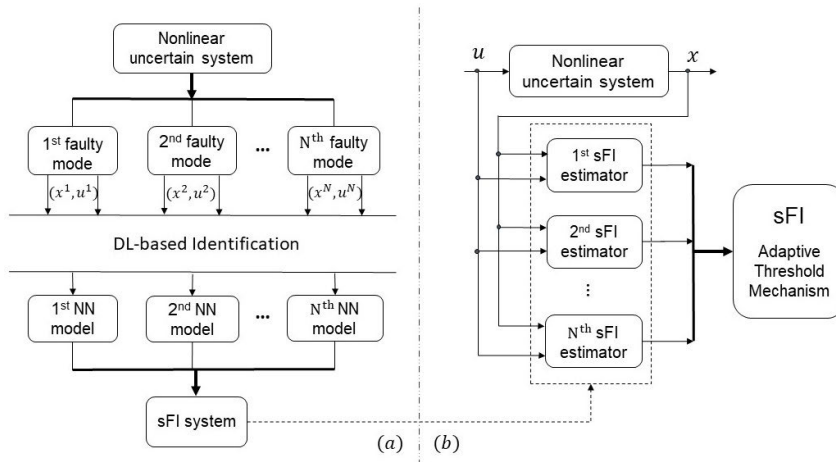 Nonlinear
uncertain system
1ˢᵗ faulty
mode
2ⁿᵈ faulty
mode
...
Nᵗʰ faulty
mode
(x¹,u¹)
(x²,u²)
(xᴺ,uᴺ)
DL-based Identification
1ˢᵗ NN
model
2ⁿᵈ NN
model
...
Nᵗʰ NN
model
sFI system
(a)
(b)
u
Nonlinear
uncertain system
x
1ˢᵗ sFI
estimator
2ⁿᵈ sFI
estimator
⋮
Nᵗʰ sFI
estimator
sFI
Adaptive
Threshold
Mechanism